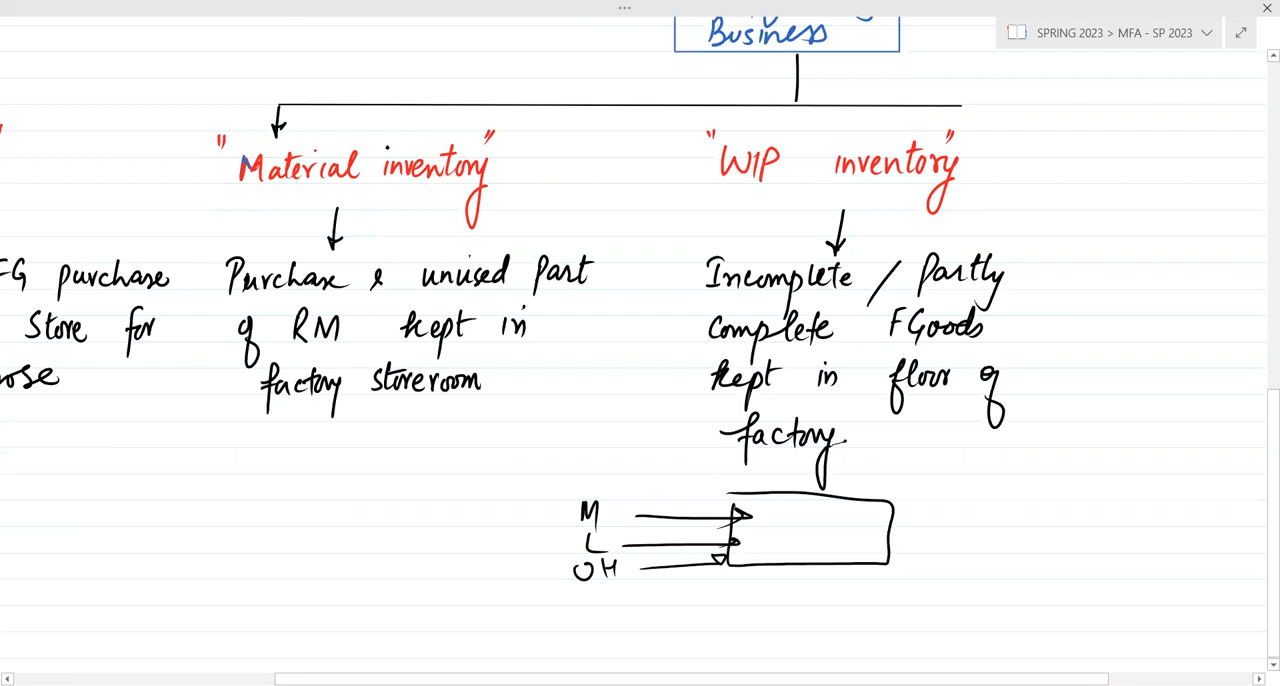 Business
SPRING 2023 > MFA - SP 2023
"Material inventory"
"WIP inventory"
FG purchase
Store for
Purchase & unused part
of RM kept in
factory storeroom
Incomplete / Partly
complete FGoods
kept in floor of
factory.
M
L
OH